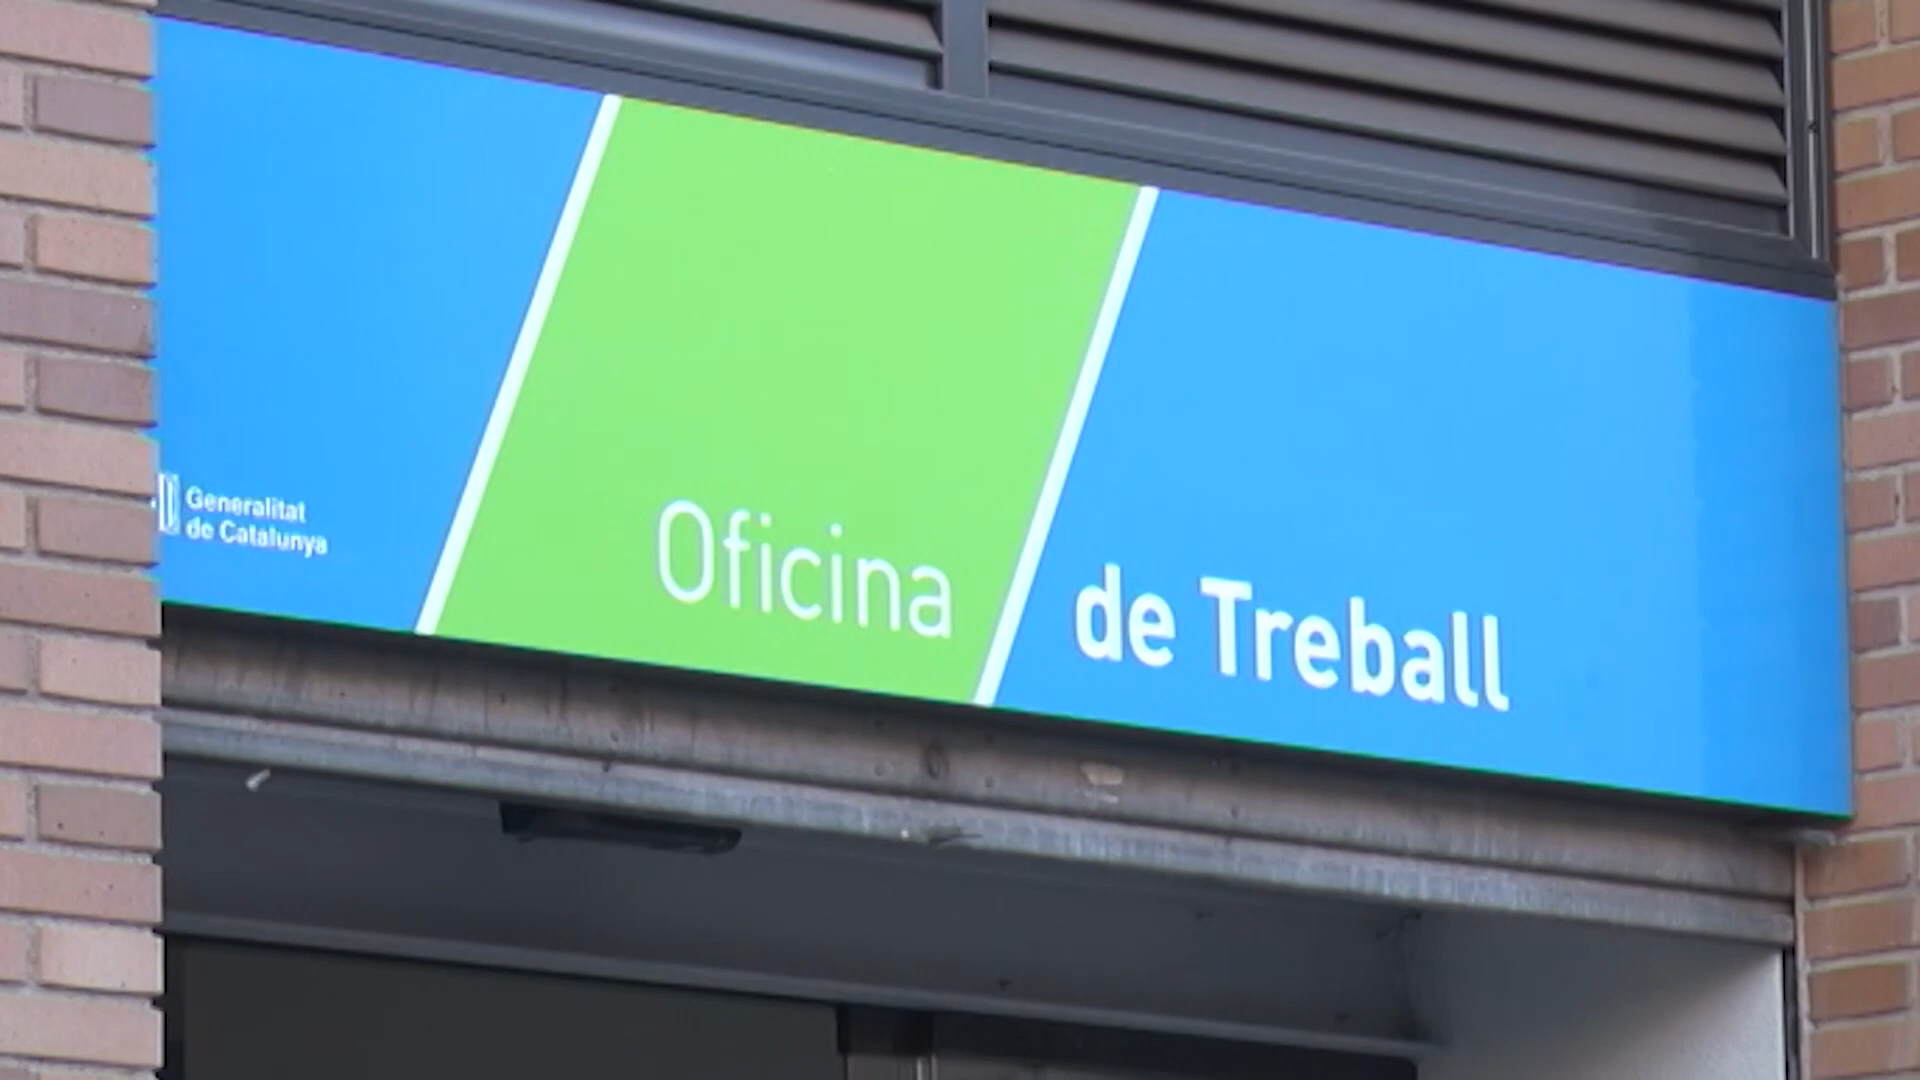 Generalitat
de Catalunya
Oficina
de Treball